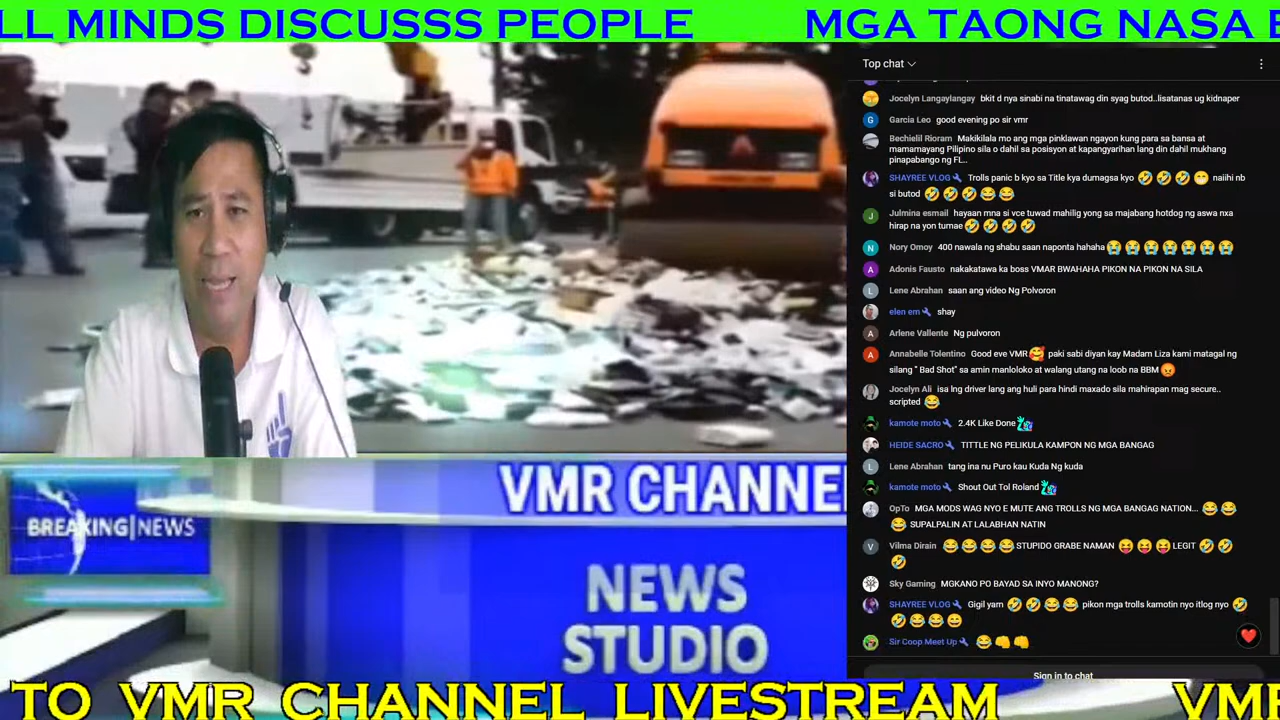 LL MINDS DISCUSSS PEOPLE
MGA TAONG NASA
Top chat
Jocelyn Langaylangay bkit d nya sinabi na tinatawag din syag butod..lisatanas ug kidnaper
Garcia Leo good evening po sir vmr
Bechielil Rioram Makikilala mo ang mga pinklawan ngayon kung para sa bansa at
mamamayang Pilipino sila o dahil sa posisyon at kapangyarihan lang din dahil mukhang
pinapabango ng FL..
SHAYREE VLOG Trolls panic b kyo sa Title kya dumagsa kyo 🤣 🤣 🤣 😁 naiihi nb
si butod 🤣 🤣 🤣 😂 😂
Julmina esmail hayaan mna si vce tuwad mahilig yong sa majabang hotdog ng aswa nxa
hirap na yon tumae 🤣 🤣 🤣 🤣
Nory Omoy 400 nawala ng shabu saan naponta hahaha 😭 😭 😭 😭 😭 😭 😭
Adonis Fausto nakakatawa ka boss VMAR BWAHAHA PIKON NA PIKON NA SILA
Lene Abrahan saan ang video Ng Polvoron
elen em shay
Arlene Vallente Ng pulvoron
Annabelle Tolentino Good eve VMR 🥰 paki sabi diyan kay Madam Liza kami matagal ng
silang " Bad Shot" sa amin manloloko at walang utang na loob na BBM 😡
Jocelyn Ali isa lng driver lang ang huli para hindi maxado sila mahirapan mag secure..
scripted 😂
kamote moto 2.4K Like Done
HEIDE SACRO TITTLE NG PELIKULA KAMPON NG MGA BANGAG
Lene Abrahan tang ina nu Puro kau Kuda Ng kuda
kamote moto Shout Out Tol Roland
OpTo MGA MODS WAG NYO E MUTE ANG TROLLS NG MGA BANGAG NATION... 😂 😂
😂 SUPALPALIN AT LALABHAN NATIN
Vilma Dirain 😂 😂 😂 😂 STUPIDO GRABE NAMAN 😝 😝 😝 LEGIT 🤣 🤣
🤣
Sky Gaming MGKANO PO BAYAD SA INYO MANONG?
SHAYREE VLOG Gigil yarn 🤣 🤣 😂 😂 pikon mga trolls kamotin nyo itlog nyo 🤣
🤣 😂 😂 😄
Sir Coop Meet Up 😂 👊 👊
Sign in to chat
VMR CHANNE
BREAKING|NEWS
NEWS
STUDIO
TO VMR CHANNEL LIVESTREAM
VM